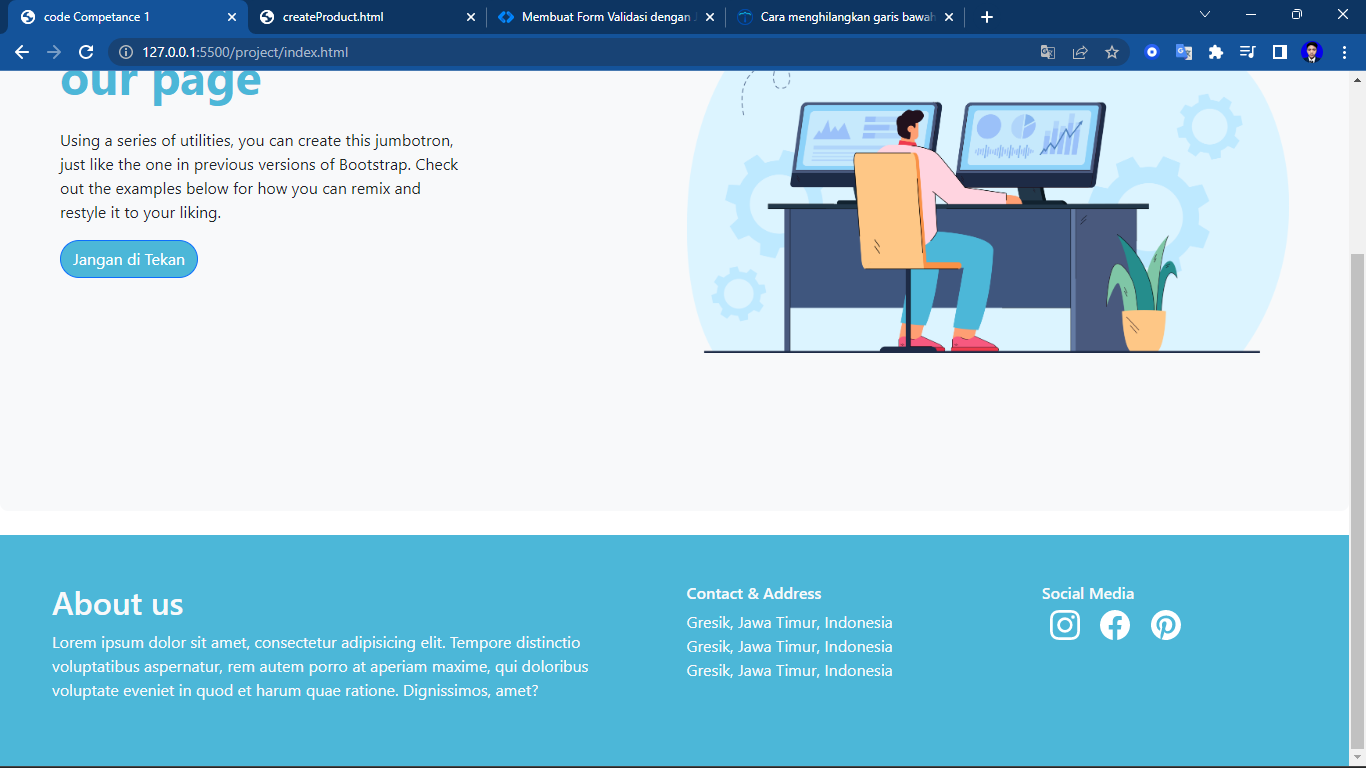 code Competance 1
createProduct.html
Membuat Form Validasi dengan
Cara menghilangkan garis bawah
127.0.0.1:5500/project/index.html
our page
Using a series of utilities, you can create this jumbotron,
just like the one in previous versions of Bootstrap. Check
out the examples below for how you can remix and
restyle it to your liking.
Jangan di Tekan
About us
Lorem ipsum dolor sit amet, consectetur adipisicing elit. Tempore distinctio
voluptatibus aspernatur, rem autem porro at aperiam maxime, qui doloribus
voluptate eveniet in quod et harum quae ratione. Dignissimos, amet?
Contact & Address
Gresik, Jawa Timur, Indonesia
Gresik, Jawa Timur, Indonesia
Gresik, Jawa Timur, Indonesia
Social Media